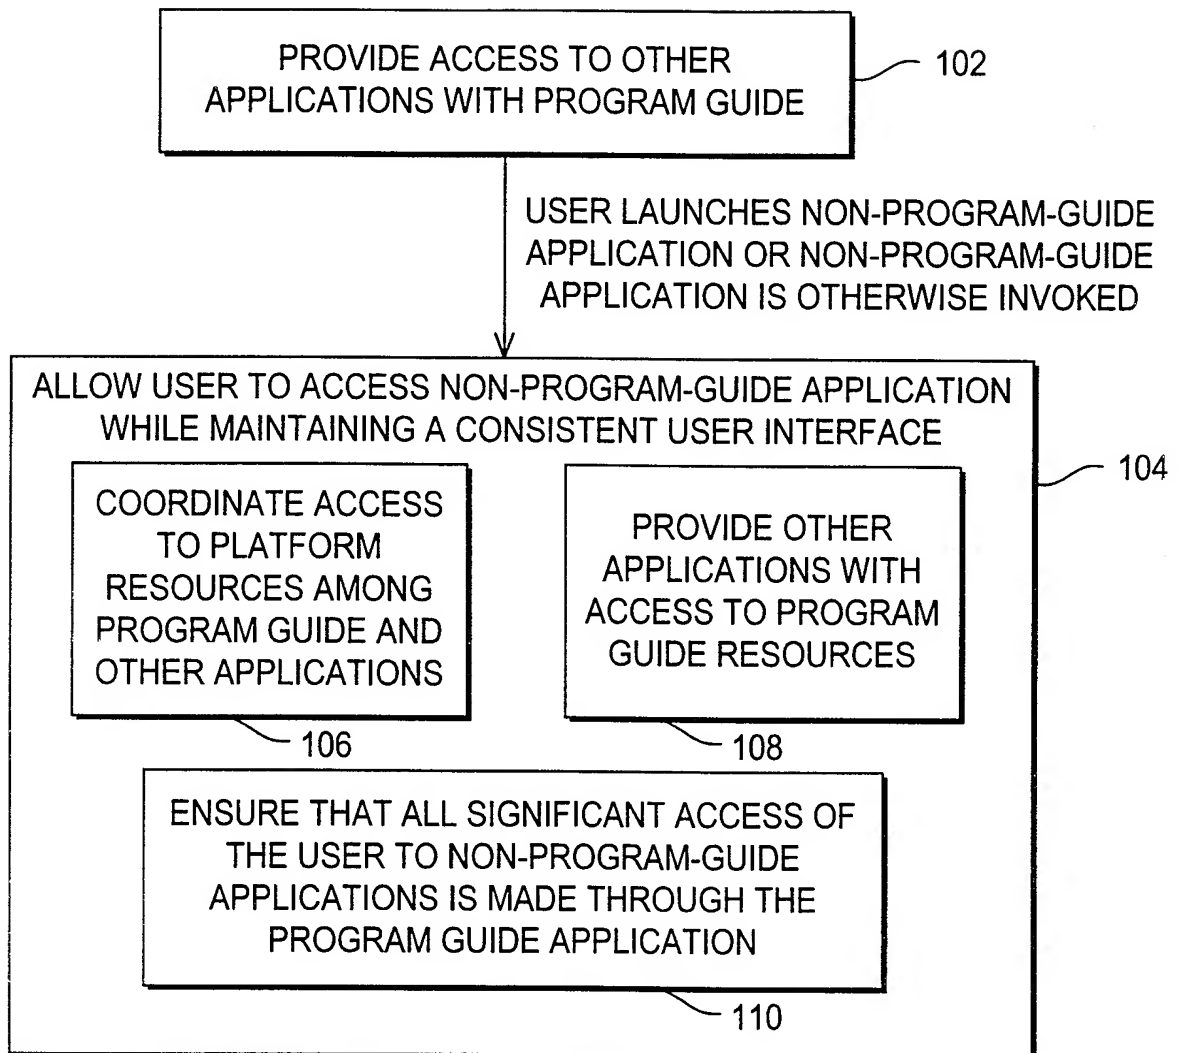 PROVIDE ACCESS TO OTHER
APPLICATIONS WITH PROGRAM GUIDE
102
USER LAUNCHES NON-PROGRAM-GUIDE
APPLICATION OR NON-PROGRAM-GUIDE
APPLICATION IS OTHERWISE INVOKED
ALLOW USER TO ACCESS NON-PROGRAM-GUIDE APPLICATION
WHILE MAINTAINING A CONSISTENT USER INTERFACE
104
COORDINATE ACCESS
TO PLATFORM
RESOURCES AMONG
PROGRAM GUIDE AND
OTHER APPLICATIONS
106
PROVIDE OTHER
APPLICATIONS WITH
ACCESS TO PROGRAM
GUIDE RESOURCES
108
ENSURE THAT ALL SIGNIFICANT ACCESS OF
THE USER TO NON-PROGRAM-GUIDE
APPLICATIONS IS MADE THROUGH THE
PROGRAM GUIDE APPLICATION
110